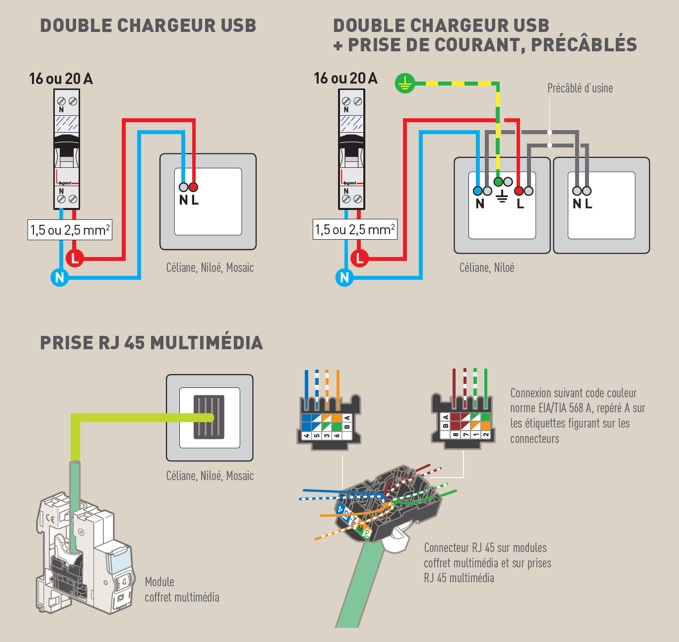 DOUBLE CHARGEUR USB
16 ou 20 A
N
legrand
N
N L
1,5 ou 2,5 mm²
L
N
Céliane, Niloé, Mosaic
DOUBLE CHARGEUR USB
+ PRISE DE COURANT, PRÉCÂBLÉS
16 ou 20 A
Précâblé d'usine
N
legrand
N
N
L
N L
1,5 ou 2,5 mm²
L
N
Céliane, Niloé
PRISE RJ 45 MULTIMÉDIA
Céliane, Niloé, Mosaic
Module
coffret multimédia
4 5 3 6 B A
B A 8 7 1 2
Connexion suivant code couleur
norme EIA/TIA 568 A, repéré A sur
les étiquettes figurant sur les
connecteurs
Connecteur RJ 45 sur modules
coffret multimédia et sur prises
RJ 45 multimédia